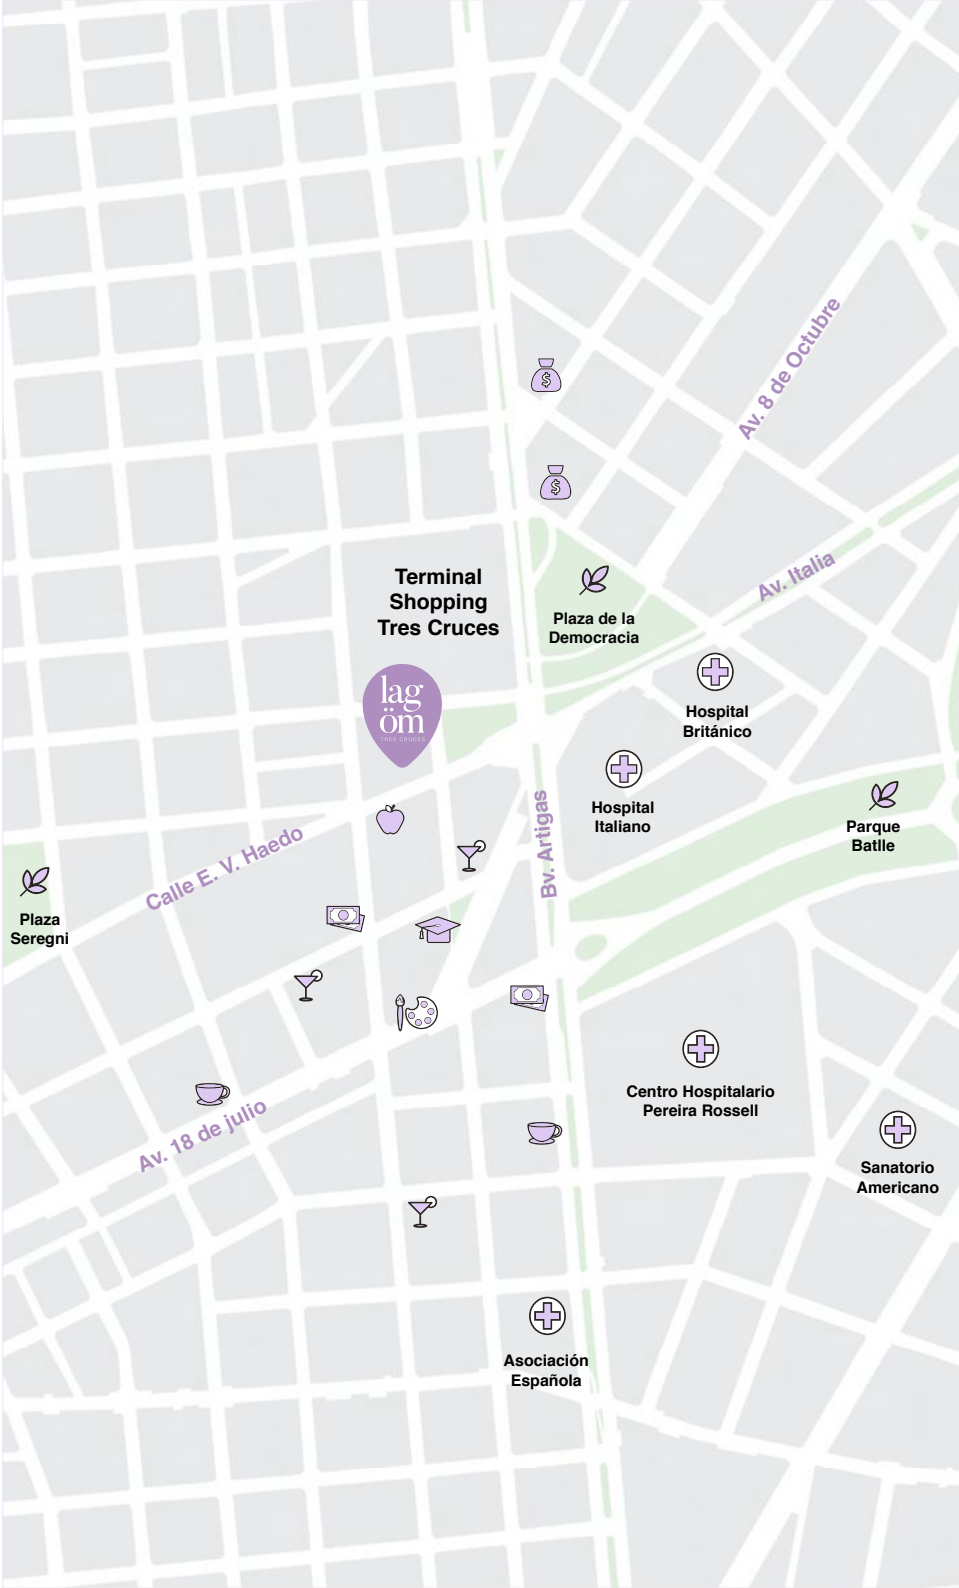 Av. 8 de Octubre
$
$
Terminal
Shopping
Tres Cruces
Av. Italia
Plaza de la
Democracia
lag
öm
TRES CRUCES
Hospital
Británico
Hospital
Italiano
Bv. Artigas
Parque
Batlle
Calle E. V. Haedo
Plaza
Seregni
Centro Hospitalario
Pereira Rossell
Av. 18 de julio
Sanatorio
Americano
Asociación
Española